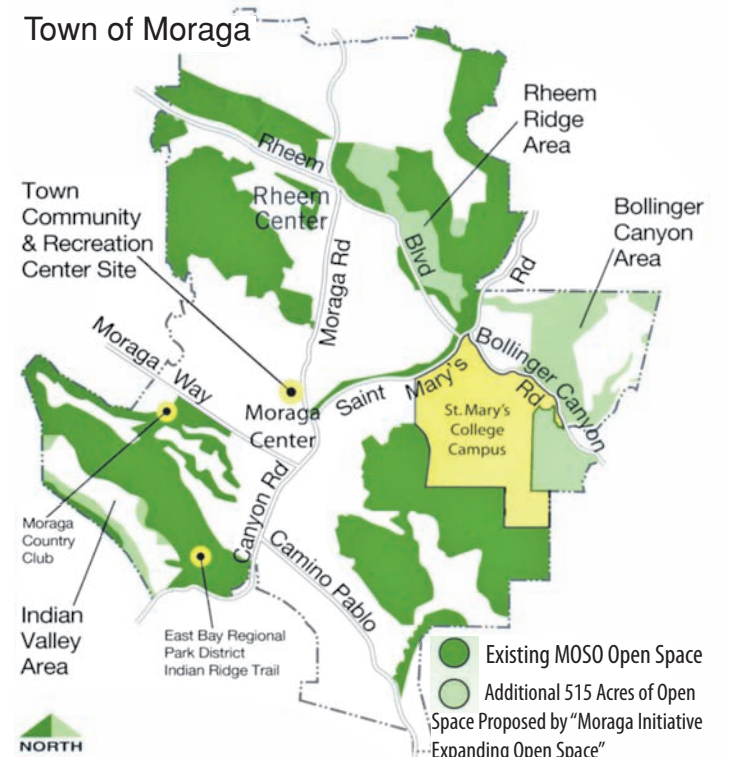 Town of Moraga
Rheem
Ridge
Area
Rheem
Town
Community
& Recreation
Center Site
Rheem
Center
Bollinger
Canyon
Area
Blvd
Rd
Moraga Rd
Moraga Way
Bollinger Canyon
Rd
Saint Mary's
Moraga
Center
St. Mary's
College
Campus
Canyon Rd
Moraga
Country
Club
Camino Pablo
Indian
Valley
Area
East Bay Regional
Park District
Indian Ridge Trail
Existing MOSO Open Space
Additional 515 Acres of Open
Space Proposed by “Moraga Initiative
Expanding Open Space”
NORTH